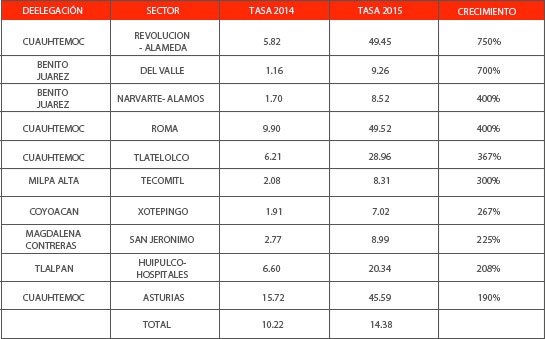 DEELEGACIÓN SECTOR TASA 2014 TASA 2015 CRECIMIENTO
CUAUHTEMOC REVOLUCION
- ALAMEDA 5.82 49.45 750%
BENITO
JUAREZ DEL VALLE 1.16 9.26 700%
BENITO
JUAREZ NARVARTE- ALAMOS 1.70 8.52 400%
CUAUHTEMOC ROMA 9.90 49.52 400%
CUAUHTEMOC TLATELOLCO 6.21 28.96 367%
MILPA ALTA TECOMITL 2.08 8.31 300%
COYOACAN XOTEPINGO 1.91 7.02 267%
MAGDALENA
CONTRERAS SAN JERONIMO 2.77 8.99 225%
TLALPAN HUIPULCO-
HOSPITALES 6.60 20.34 208%
CUAUHTEMOC ASTURIAS 15.72 45.59 190%
TOTAL 10.22 14.38